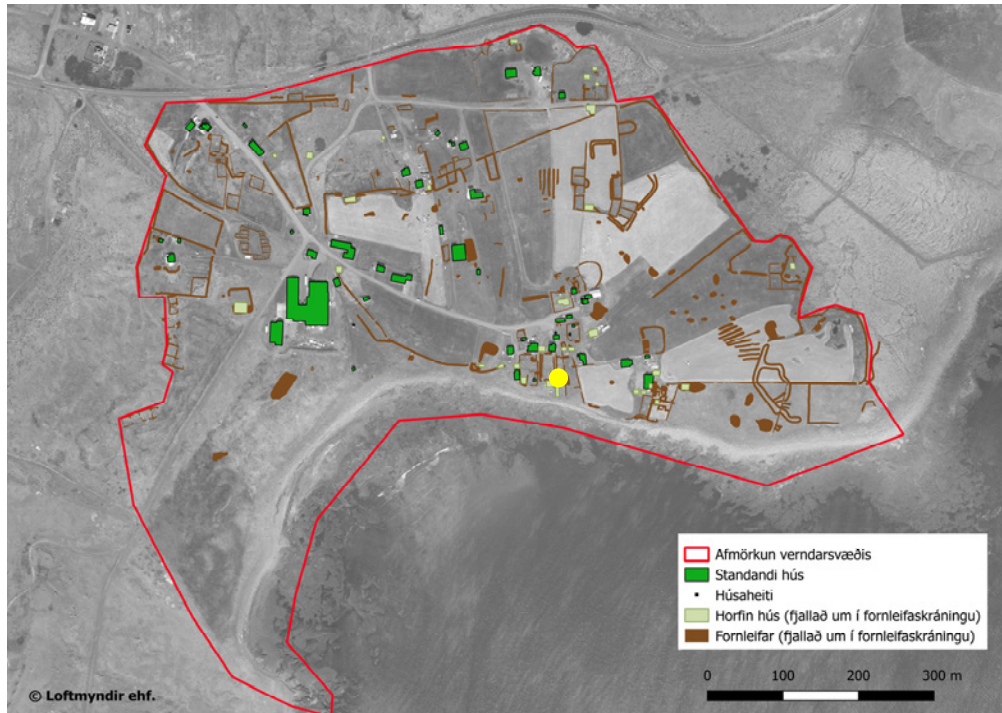 Afmörkun verndarsvæðis
Standandi hús
Húsaheiti
Horfin hús (fjallað um í fornleifaskráningu)
Fornleifar (fjallað um í fornleifaskráningu)
0 100 200 300 m
© Loftmyndir ehf.